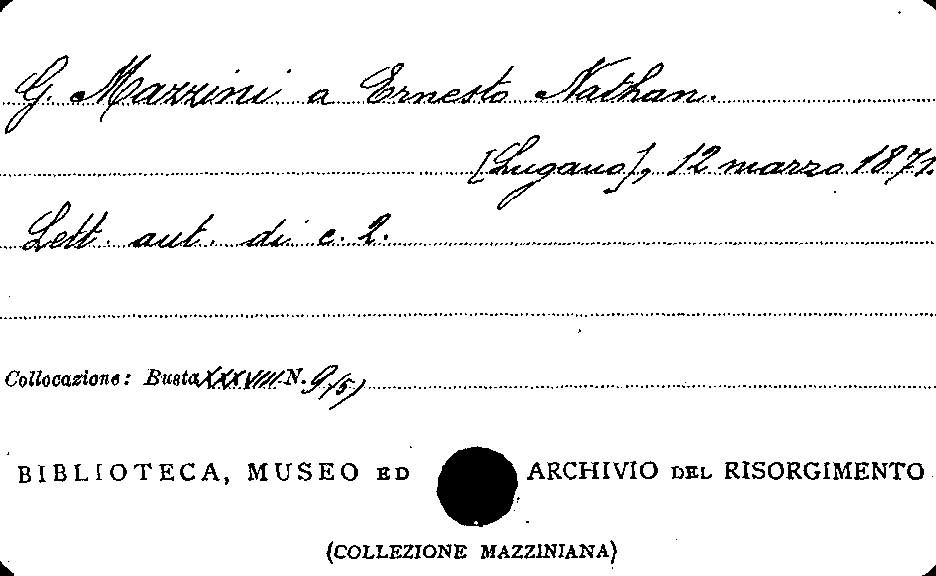 G. Mazzini a Ernesto Nathan.
[Lugano], 12 marzo 1871.
Lett. aut. di c. 2.
Collocazione: Busta XXXVIII N. 9(5)
BIBLIOTECA, MUSEO ED ARCHIVIO DEL RISORGIMENTO
(COLLEZIONE MAZZINIANA)